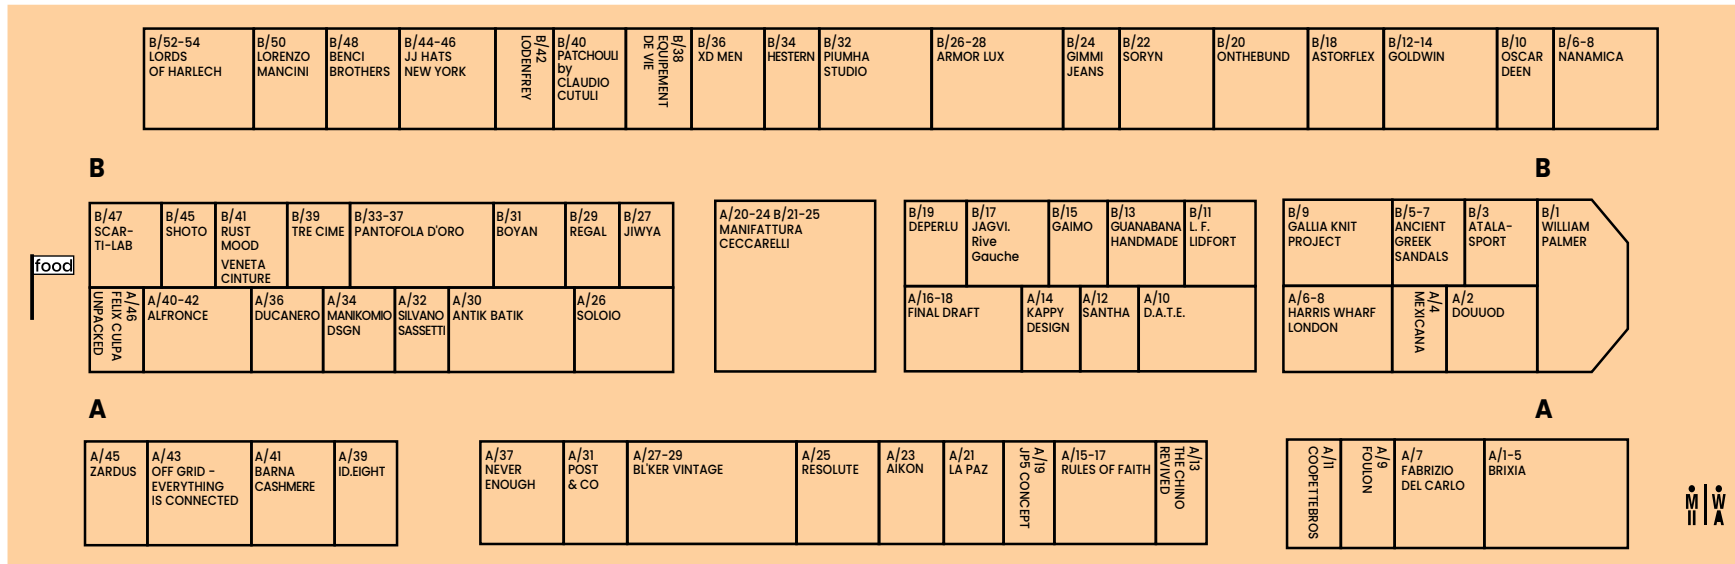 B/52-54
LORDS
OF HARLECH
B/50
LORENZO
MANCINI
B/48
BENCI
BROTHERS
B/44-46
JJ HATS
NEW YORK
B/42
LODENFREY
B/40
PATCHOULI
by
CLAUDIO
CUTULI
B/38
EQUIPEMENT
DE VIE
B/36
XD MEN
B/34
HESTERN
B/32
PIUMHA
STUDIO
B/26-28
ARMOR LUX
B/24
GIMMI
JEANS
B/22
SORYN
B/20
ONTHEBUND
B/18
ASTORFLEX
B/12-14
GOLDWIN
B/10
OSCAR
DEEN
B/6-8
NANAMICA
B
B
B/47
SCAR-
TI-LAB
B/45
SHOTO
B/41
RUST
MOOD
VENETA
CINTURE
B/39
TRE CIME
B/33-37
PANTOFOLA D'ORO
B/31
BOYAN
B/29
REGAL
B/27
JIWYA
A/20-24 B/21-25
MANIFATTURA
CECCARELLI
B/19
DEPERLU
B/17
JAGVI.
Rive
Gauche
B/15
GAIMO
B/13
GUANABANA
HANDMADE
B/11
L. F.
LIDFORT
B/9
GALLIA KNIT
PROJECT
B/5-7
ANCIENT
GREEK
SANDALS
B/3
ATALA-
SPORT
B/1
WILLIAM
PALMER
food
A/46
FELIX CULPA
UNPACKED
A/40-42
ALFRONCE
A/36
DUCANERO
A/34
MANIKOMIO
DSGN
A/32
SILVANO
SASSETTI
A/30
ANTIK BATIK
A/26
SOLOIO
A/16-18
FINAL DRAFT
A/14
KAPPY
DESIGN
A/12
SANTHA
A/10
D.A.T.E.
A/6-8
HARRIS WHARF
LONDON
A/4
MEXICANA
A/2
DOUUOD
A
A
A/45
ZARDUS
A/43
OFF GRID -
EVERYTHING
IS CONNECTED
A/41
BARNA
CASHMERE
A/39
ID.EIGHT
A/37
NEVER
ENOUGH
A/31
POST
& CO
A/27-29
BL'KER VINTAGE
A/25
RESOLUTE
A/23
AIKON
A/21
LA PAZ
A/19
JP5 CONCEPT
A/15-17
RULES OF FAITH
A/13
THE CHINO
REVIVED
A/11
COOPETTEBROS
A/9
FOULON
A/7
FABRIZIO
DEL CARLO
A/1-5
BRIXIA
M W